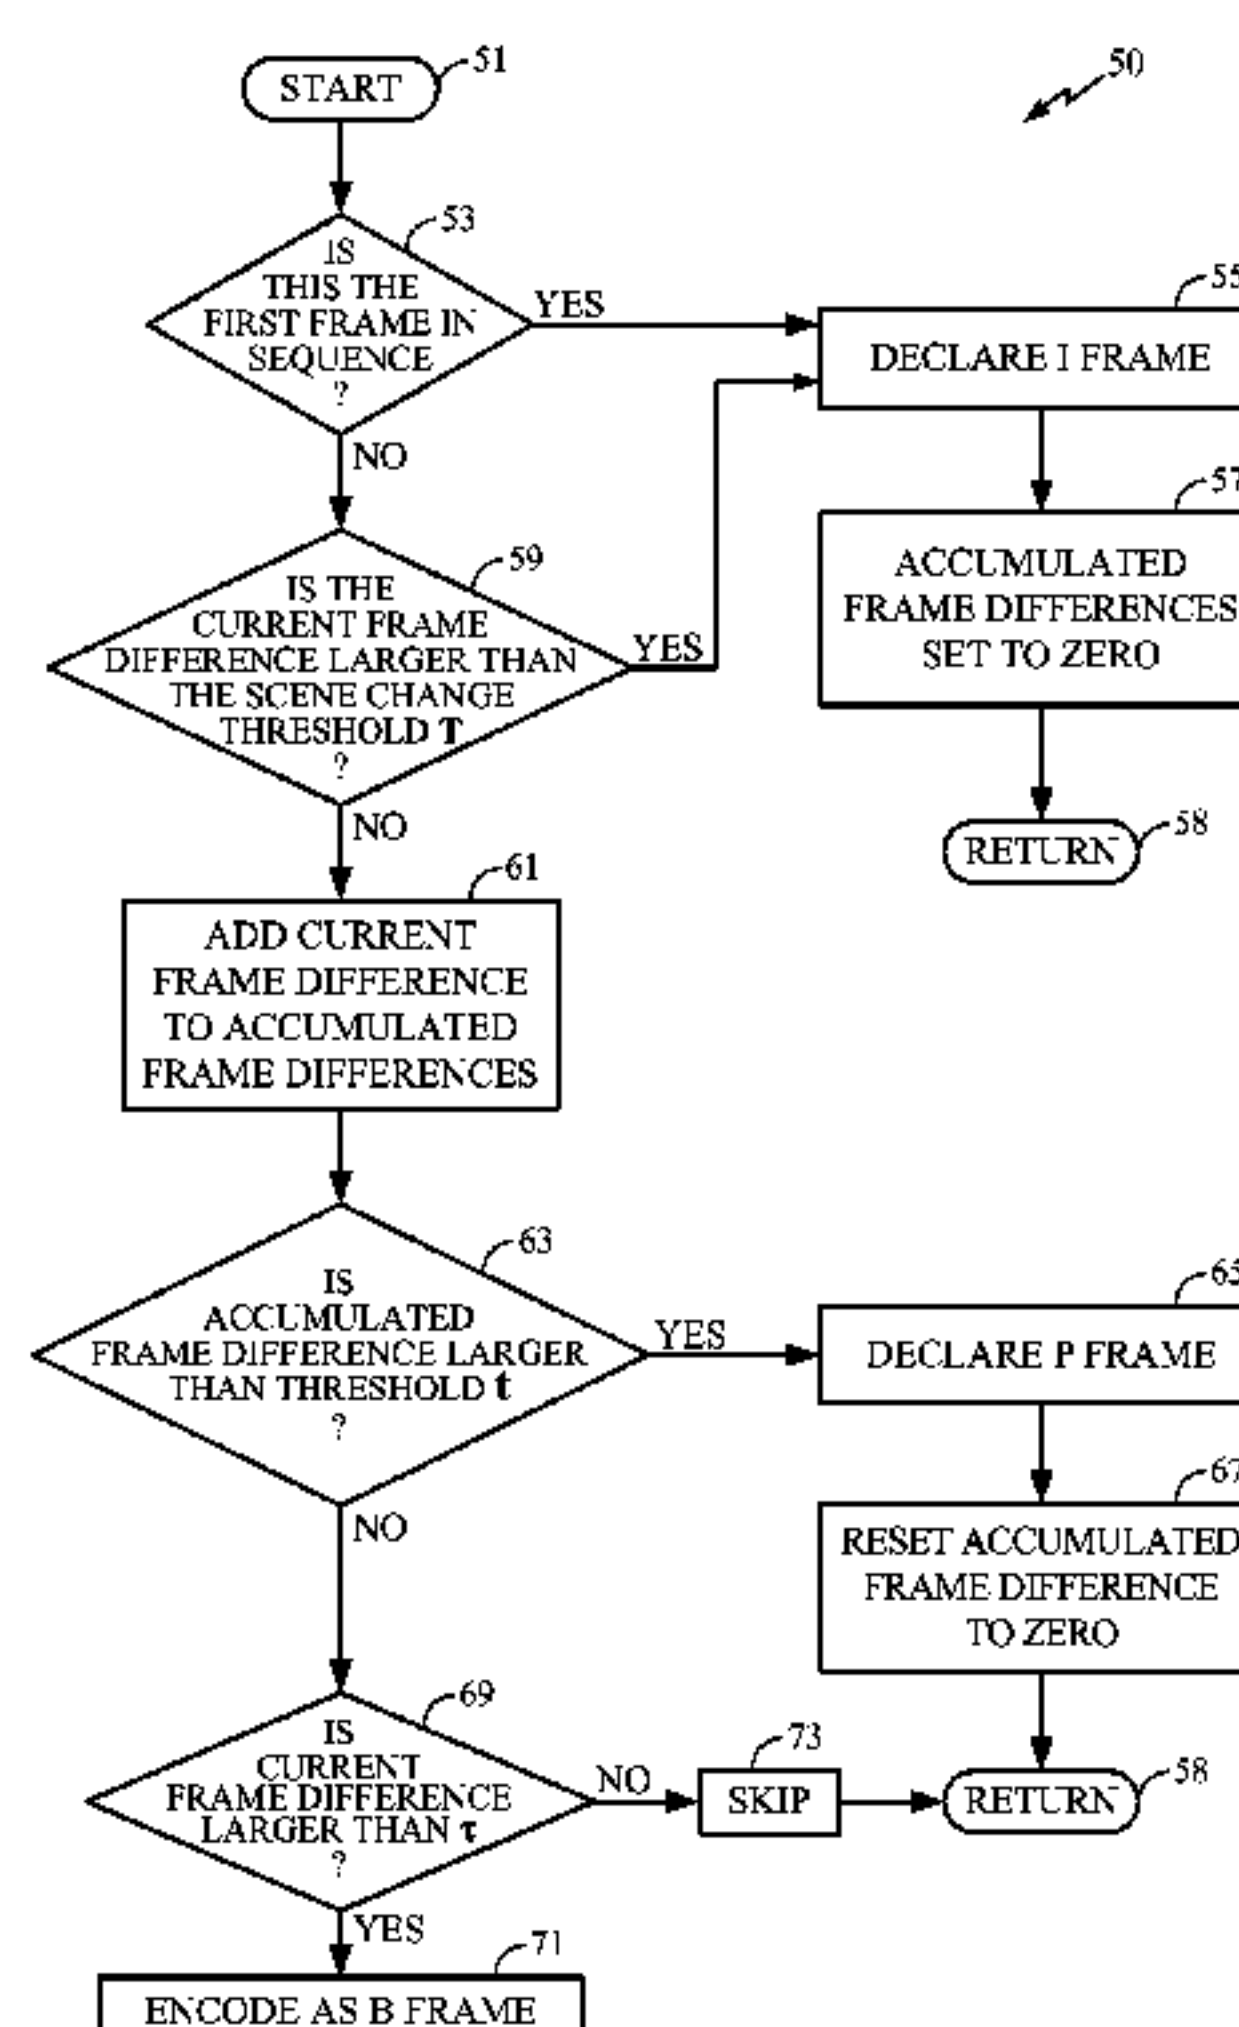 START
51
50
53
IS
THIS THE
FIRST FRAME IN
SEQUENCE
?
YES
NO
55
DECLARE I FRAME
57
ACCUMULATED
FRAME DIFFERENCES
SET TO ZERO
58
RETURN
59
IS THE
CURRENT FRAME
DIFFERENCE LARGER THAN
THE SCENE CHANGE
THRESHOLD T
?
YES
NO
61
ADD CURRENT
FRAME DIFFERENCE
TO ACCUMULATED
FRAME DIFFERENCES
63
IS
ACCUMULATED
FRAME DIFFERENCE LARGER
THAN THRESHOLD t
?
YES
NO
65
DECLARE P FRAME
67
RESET ACCUMULATED
FRAME DIFFERENCE
TO ZERO
69
IS
CURRENT
FRAME DIFFERENCE
LARGER THAN τ
?
NO
73
SKIP
58
RETURN
YES
71
ENCODE AS B FRAME